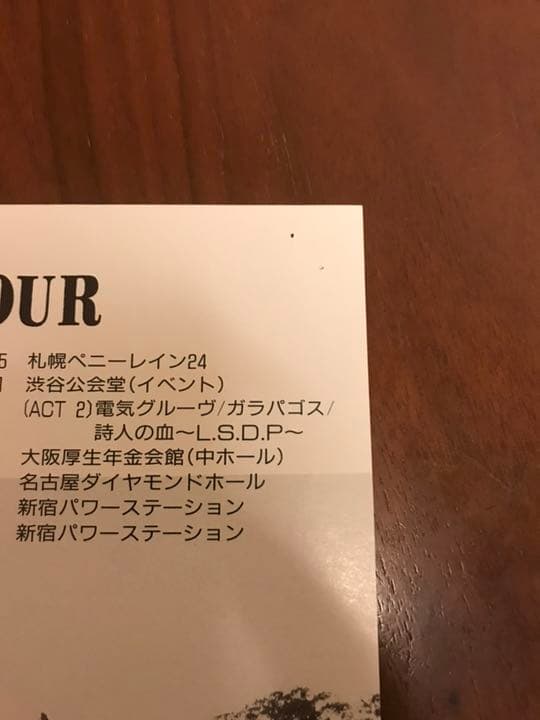 OUR
5 札幌ペニーレイン24
渋谷公会堂(イベント)
(ACT 2)電気グルーヴ/ガラパゴス/
詩人の血〜L.S.D.P〜
大阪厚生年金会館(中ホール)
名古屋ダイヤモンドホール
新宿パワーステーション
新宿パワーステーション